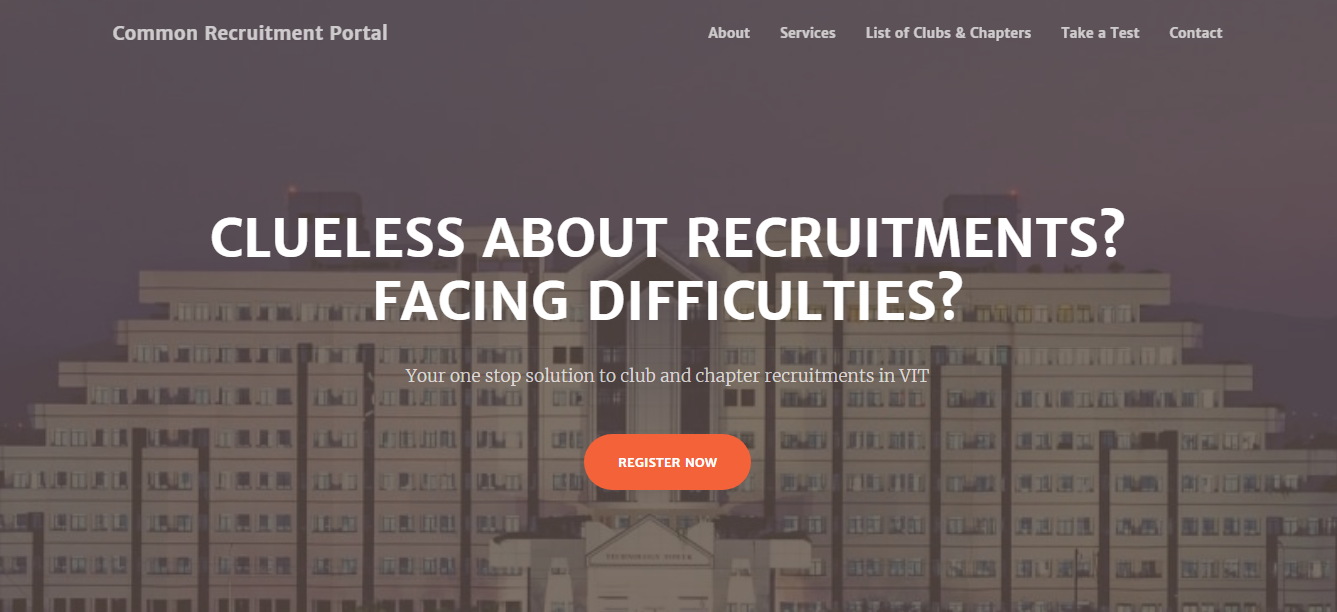 Common Recruitment Portal
About
Services
List of Clubs & Chapters
Take a Test
Contact
CLUELESS ABOUT RECRUITMENTS?
FACING DIFFICULTIES?
Your one stop solution to club and chapter recruitments in VIT
REGISTER NOW